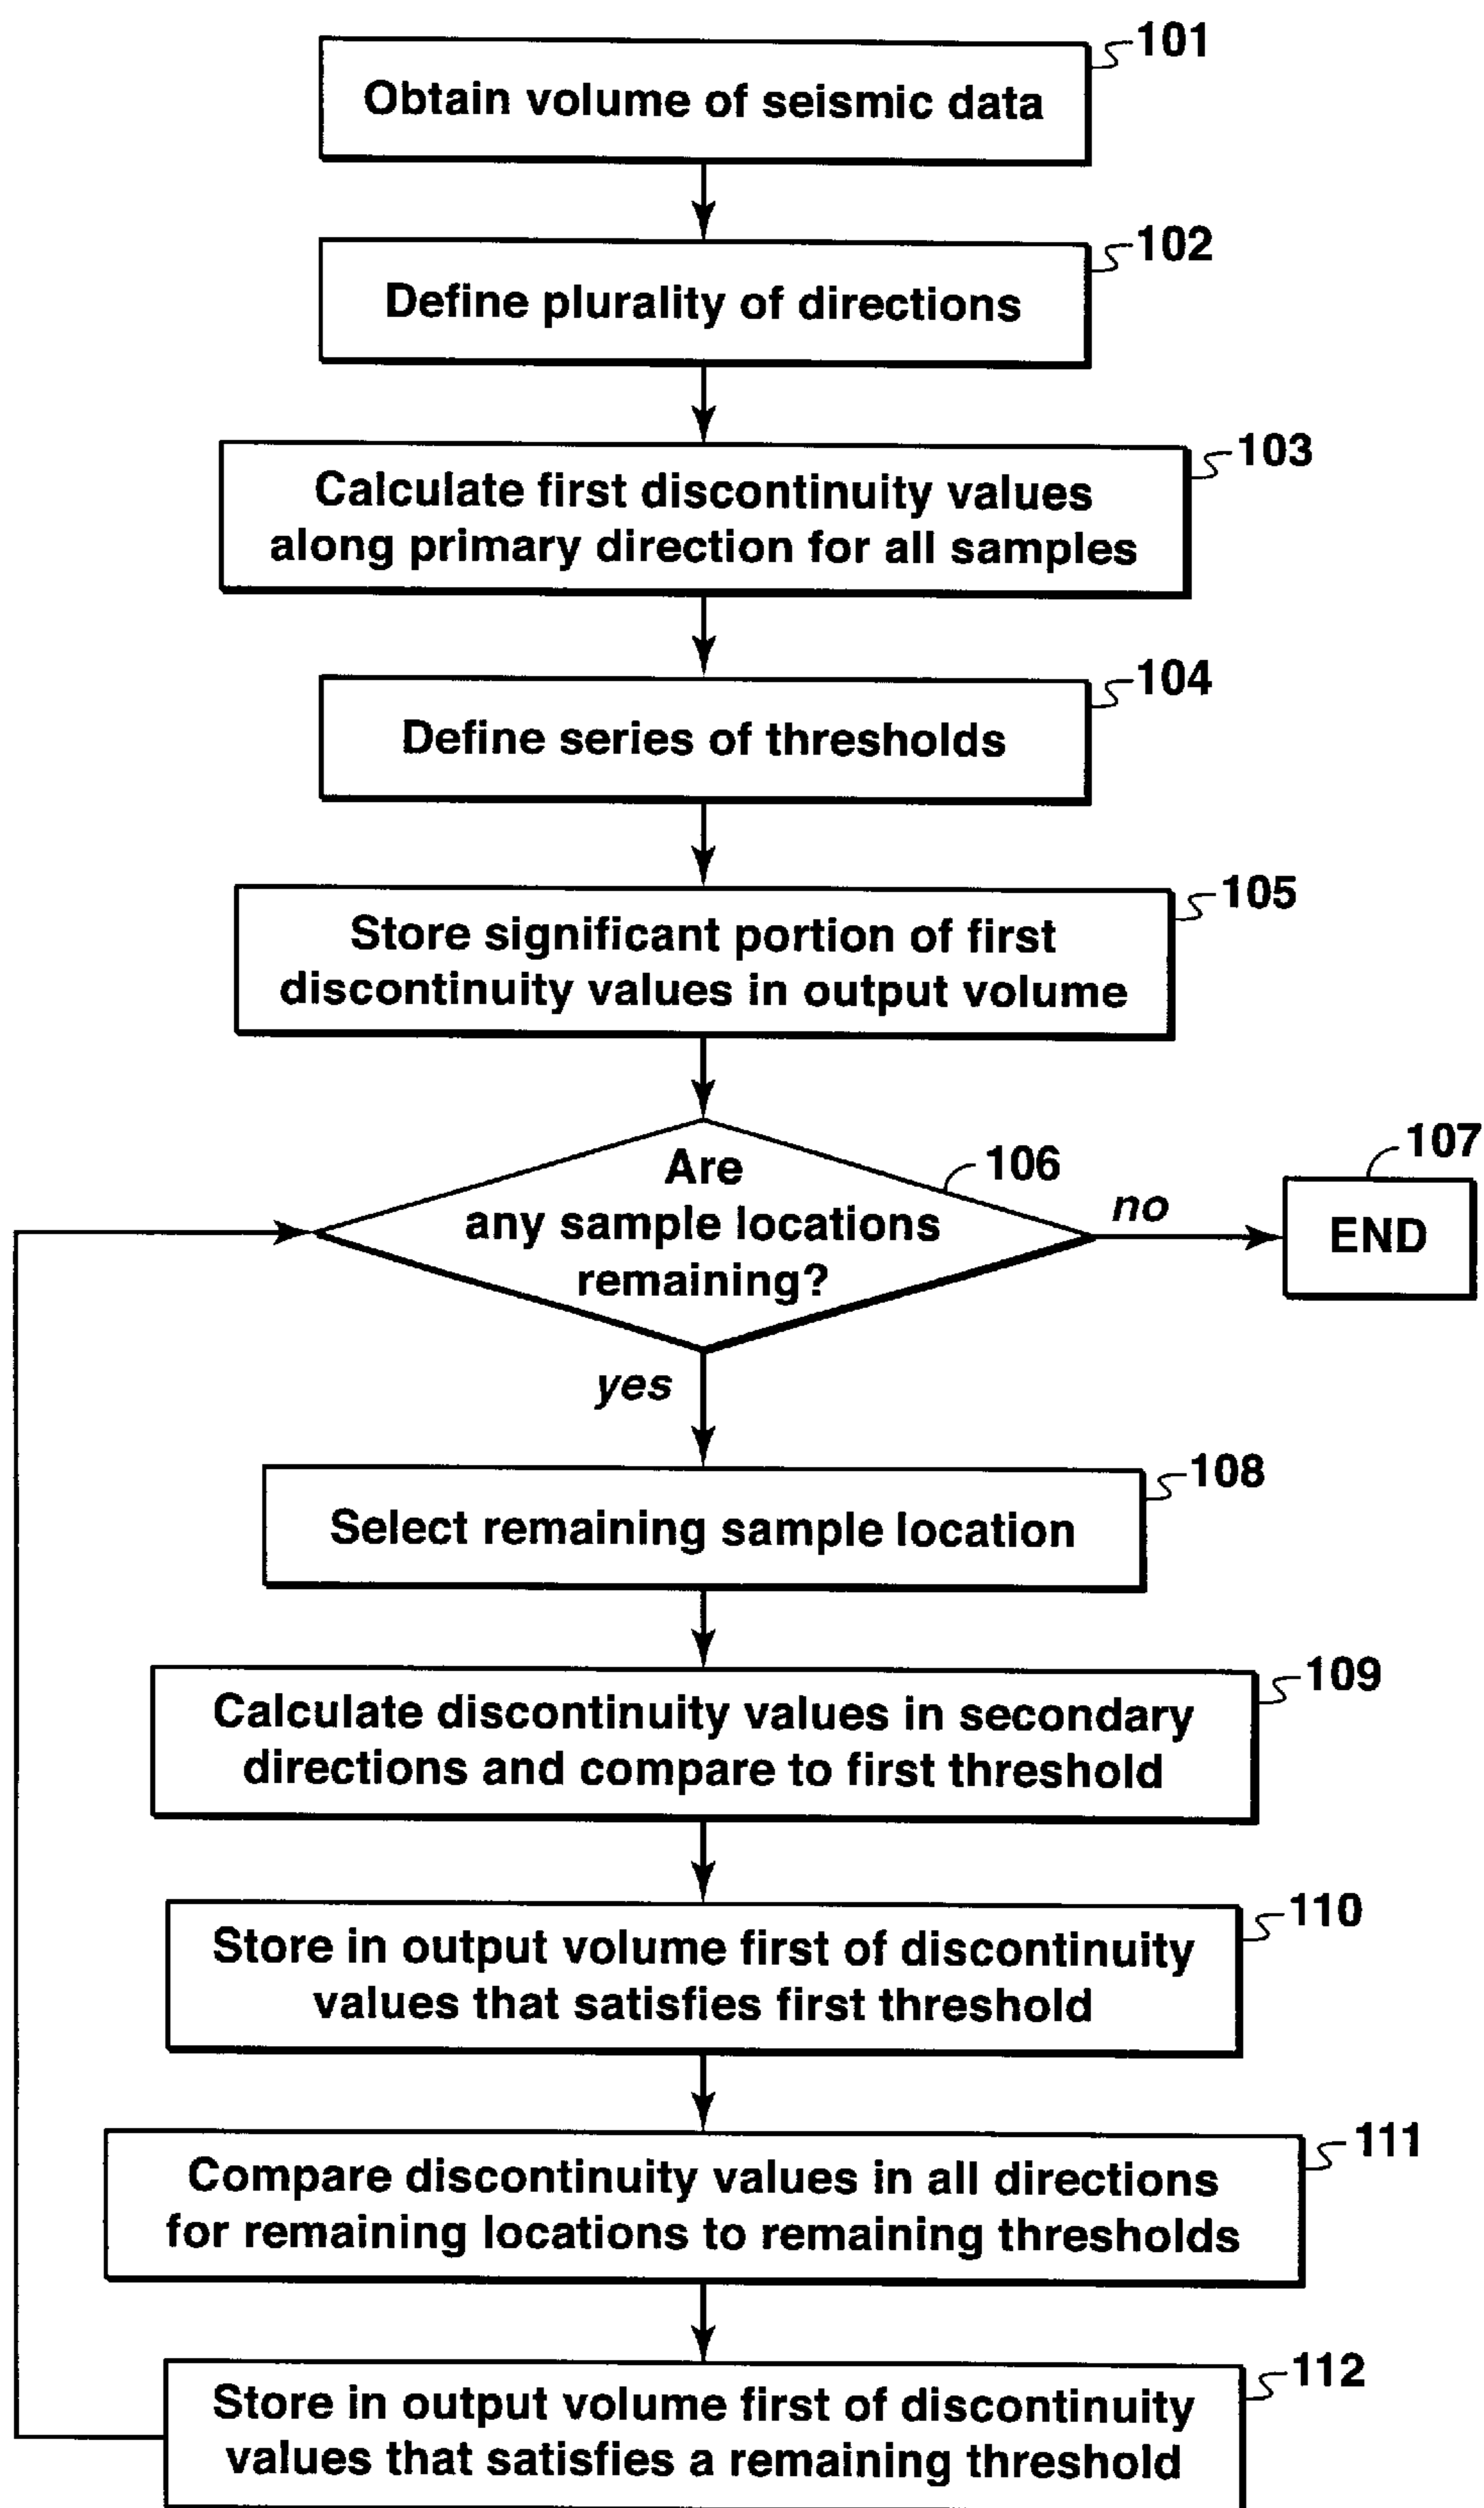 101
Obtain volume of seismic data
102
Define plurality of directions
103
Calculate first discontinuity values
along primary direction for all samples
104
Define series of thresholds
105
Store significant portion of first
discontinuity values in output volume
106
Are
any sample locations
remaining?
no
107
END
yes
108
Select remaining sample location
109
Calculate discontinuity values in secondary
directions and compare to first threshold
110
Store in output volume first of discontinuity
values that satisfies first threshold
111
Compare discontinuity values in all directions
for remaining locations to remaining thresholds
112
Store in output volume first of discontinuity
values that satisfies a remaining threshold